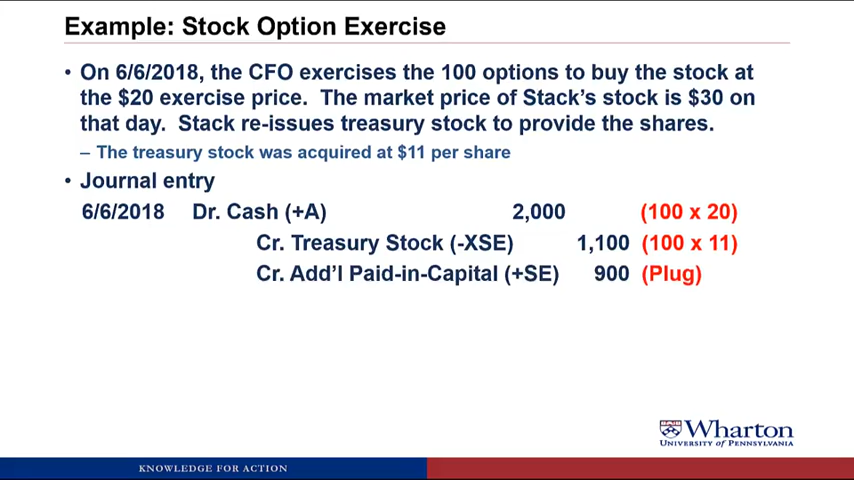 Example: Stock Option Exercise
• On 6/6/2018, the CFO exercises the 100 options to buy the stock at
the $20 exercise price. The market price of Stack's stock is $30 on
that day. Stack re-issues treasury stock to provide the shares.
– The treasury stock was acquired at $11 per share
• Journal entry
6/6/2018 Dr. Cash (+A) 2,000 (100 x 20)
Cr. Treasury Stock (-XSE) 1,100 (100 x 11)
Cr. Add'l Paid-in-Capital (+SE) 900 (Plug)
Wharton
UNIVERSITY of PENNSYLVANIA
KNOWLEDGE FOR ACTION